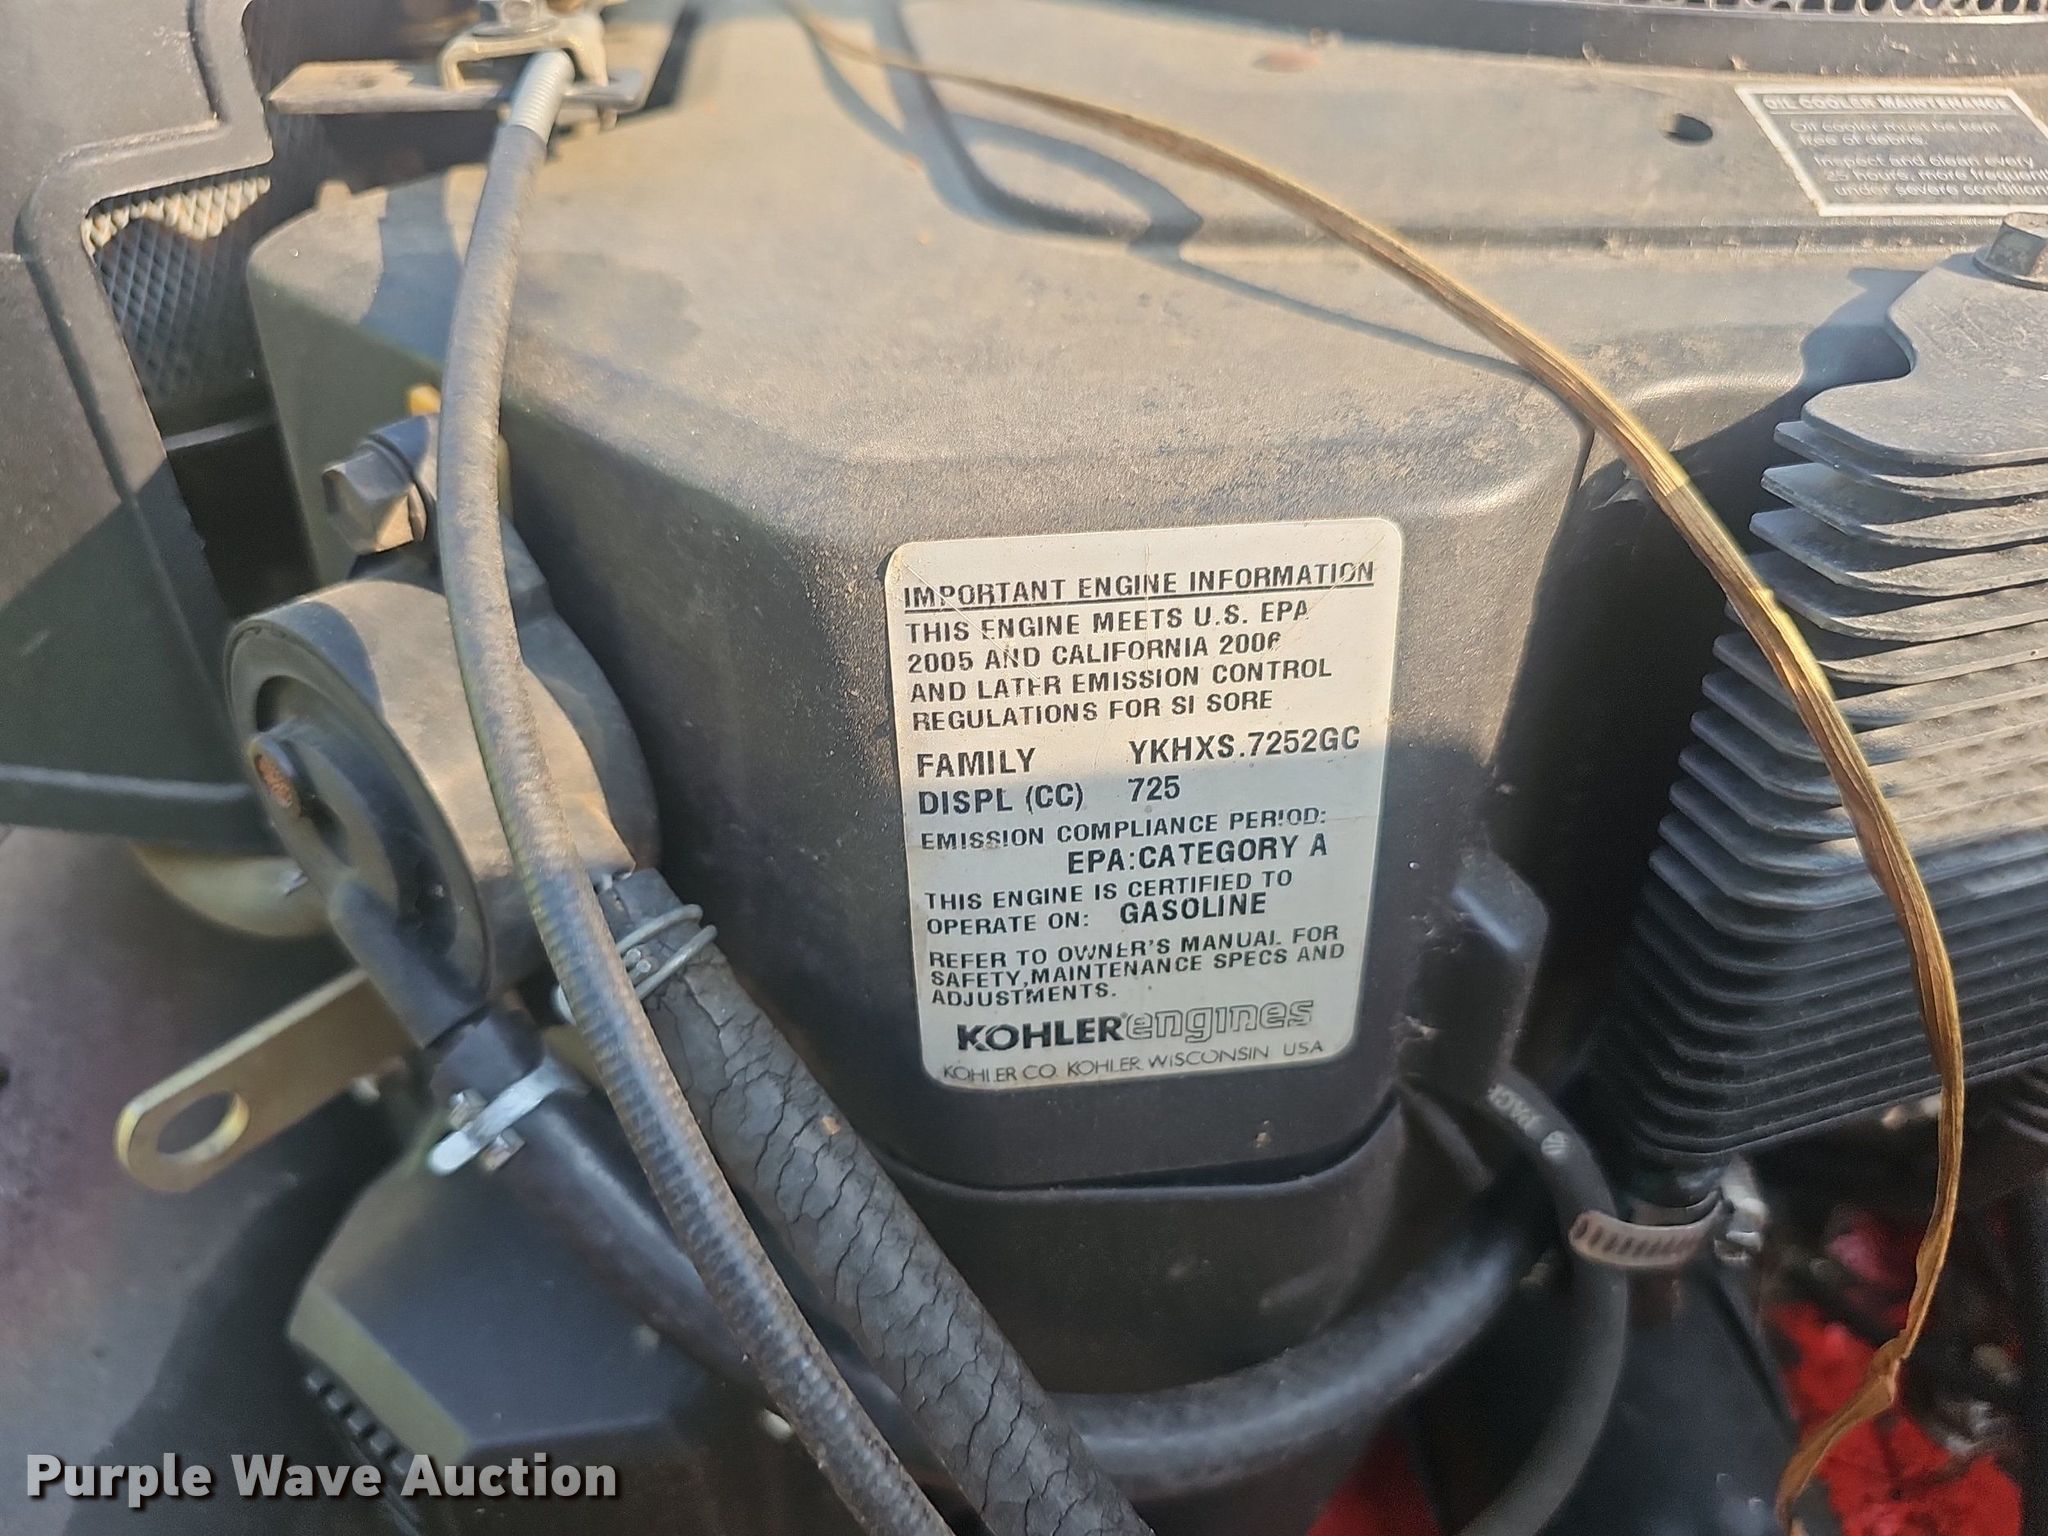 OIL COOLER MAINTENANCE
Oil cooler must be kept
free of debris.
Inspect and clean every
25 hours, more frequently
under severe conditions
IMPORTANT ENGINE INFORMATION
THIS ENGINE MEETS U.S. EPA
2005 AND CALIFORNIA 2006
AND LATER EMISSION CONTROL
REGULATIONS FOR SI SORE
FAMILY YKHXS.7252GC
DISPL (CC) 725
EMISSION COMPLIANCE PERIOD:
EPA:CATEGORY A
THIS ENGINE IS CERTIFIED TO
OPERATE ON: GASOLINE
REFER TO OWNER'S MANUAL FOR
SAFETY,MAINTENANCE SPECS AND
ADJUSTMENTS.
KOHLER engines
KOHLER CO. KOHLER, WISCONSIN USA
Purple Wave Auction